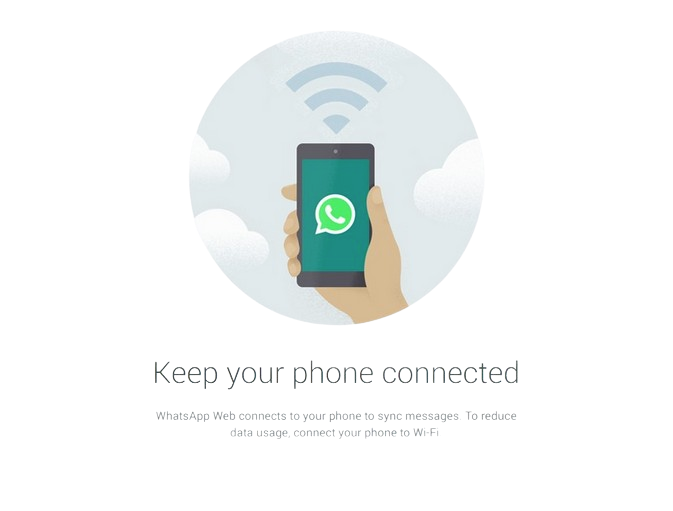 Keep your phone connected
WhatsApp Web connects to your phone to sync messages. To reduce
data usage, connect your phone to Wi-Fi